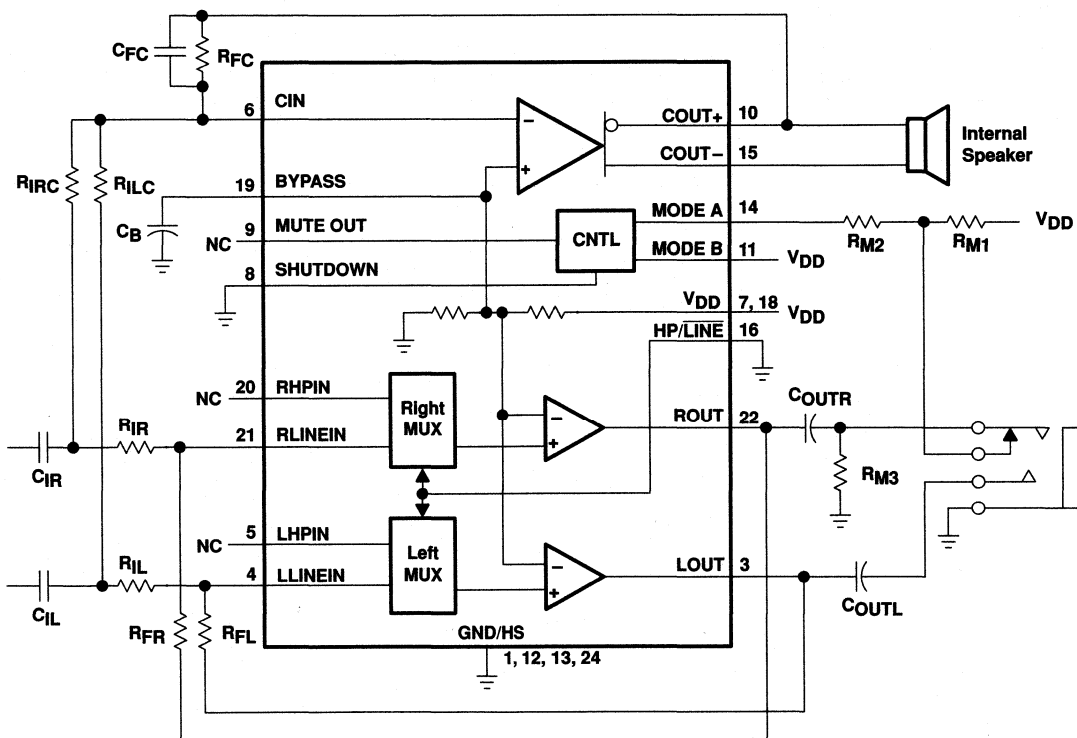 CFC
RFC
6
CIN
COUT+
10
COUT−
15
Internal
Speaker
RIRC
RILC
19
BYPASS
CB
MODE A
14
RM2
RM1
VDD
NC
9
MUTE OUT
CNTL
MODE B
11
VDD
8
SHUTDOWN
VDD
7, 18
VDD
HP/LINE
16
NC
20
RHPIN
Right
MUX
ROUT
22
COUTR
CIR
RIR
21
RLINEIN
RM3
NC
5
LHPIN
Left
MUX
CIL
RIL
4
LLINEIN
LOUT
3
COUTL
RFR
RFL
GND/HS
1, 12, 13, 24